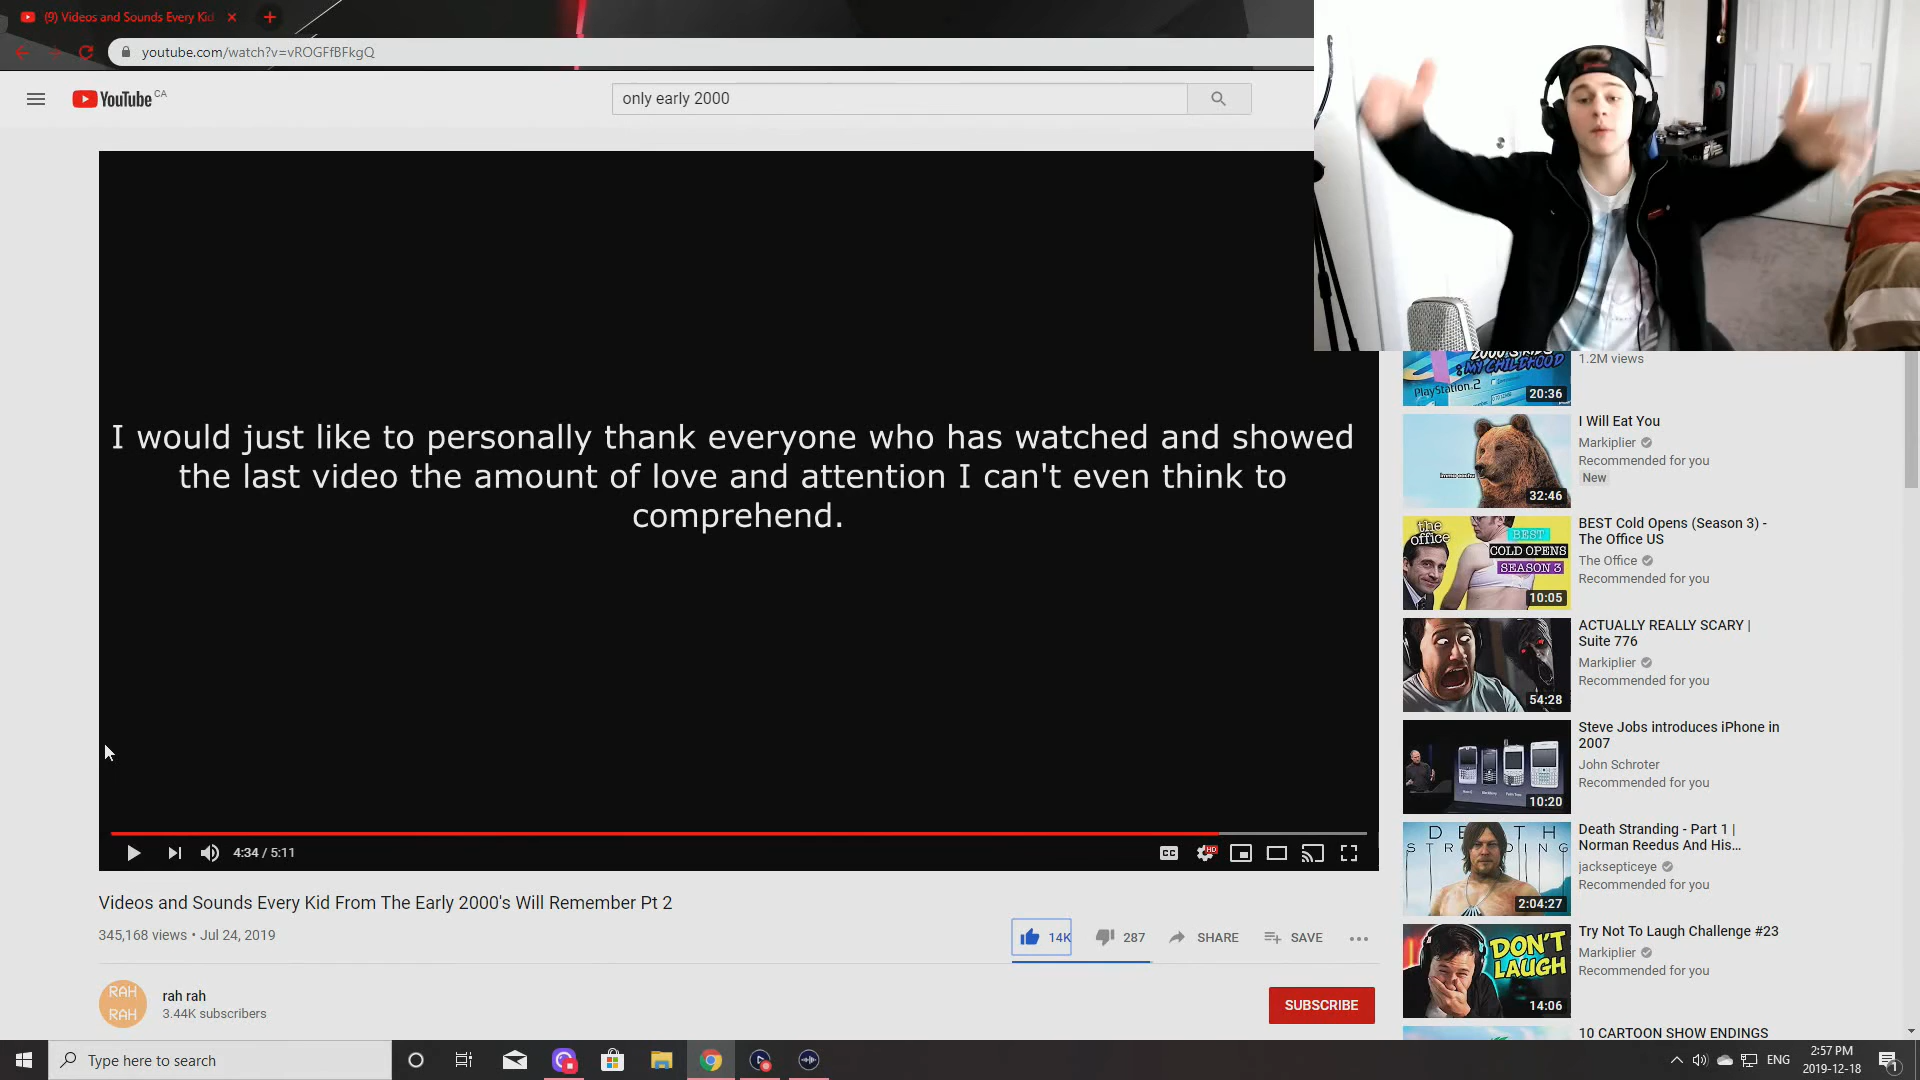 (9) Videos and Sounds Every Kid
youtube.com/watch?v=vROGFfBFkgQ
YouTube CA
only early 2000
I would just like to personally thank everyone who has watched and showed
the last video the amount of love and attention I can't even think to
comprehend.
4:34 / 5:11
CC
HD
Videos and Sounds Every Kid From The Early 2000's Will Remember Pt 2
345,168 views • Jul 24, 2019
14K
287
SHARE
SAVE
RAH
RAH
rah rah
3.44K subscribers
SUBSCRIBE
2000'S KIDS
: MY CHILDHOOD
PlayStation 2
20:36
1.2M views
32:46
I Will Eat You
Markiplier
Recommended for you
New
the
office
BEST
COLD OPENS
SEASON 3
10:05
BEST Cold Opens (Season 3) -
The Office US
The Office
Recommended for you
54:28
ACTUALLY REALLY SCARY |
Suite 776
Markiplier
Recommended for you
10:20
Steve Jobs introduces iPhone in
2007
John Schroter
Recommended for you
DEATH
STRANDING
2:04:27
Death Stranding - Part 1 |
Norman Reedus And His...
jacksepticeye
Recommended for you
DON'T
LAUGH
14:06
Try Not To Laugh Challenge #23
Markiplier
Recommended for you
10 CARTOON SHOW ENDINGS
Type here to search
ENG
2:57 PM
2019-12-18
1